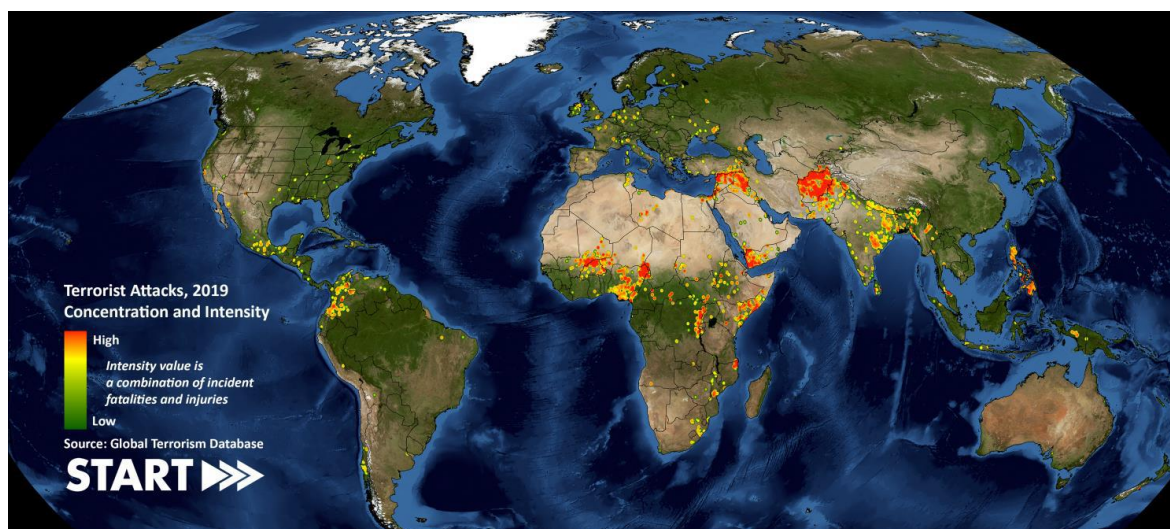 Terrorist Attacks, 2019
Concentration and Intensity
High
Intensity value is
a combination of incident
fatalities and injuries
Low
Source: Global Terrorism Database
START